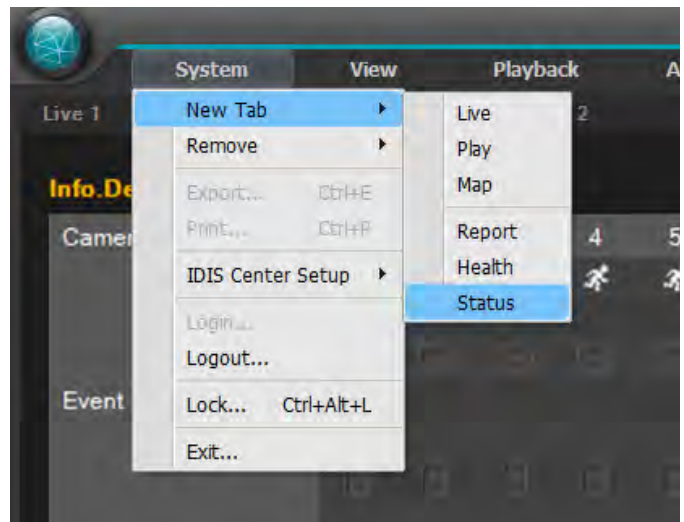 System View Playback A
Live 1 2
New Tab
Remove
Export... Ctrl+E
Print... Ctrl+P
IDIS Center Setup
Login...
Logout...
Lock... Ctrl+Alt+L
Exit...
Live
Play
Map
Report
Health
Status
Info.De
Camer 4 5
Event